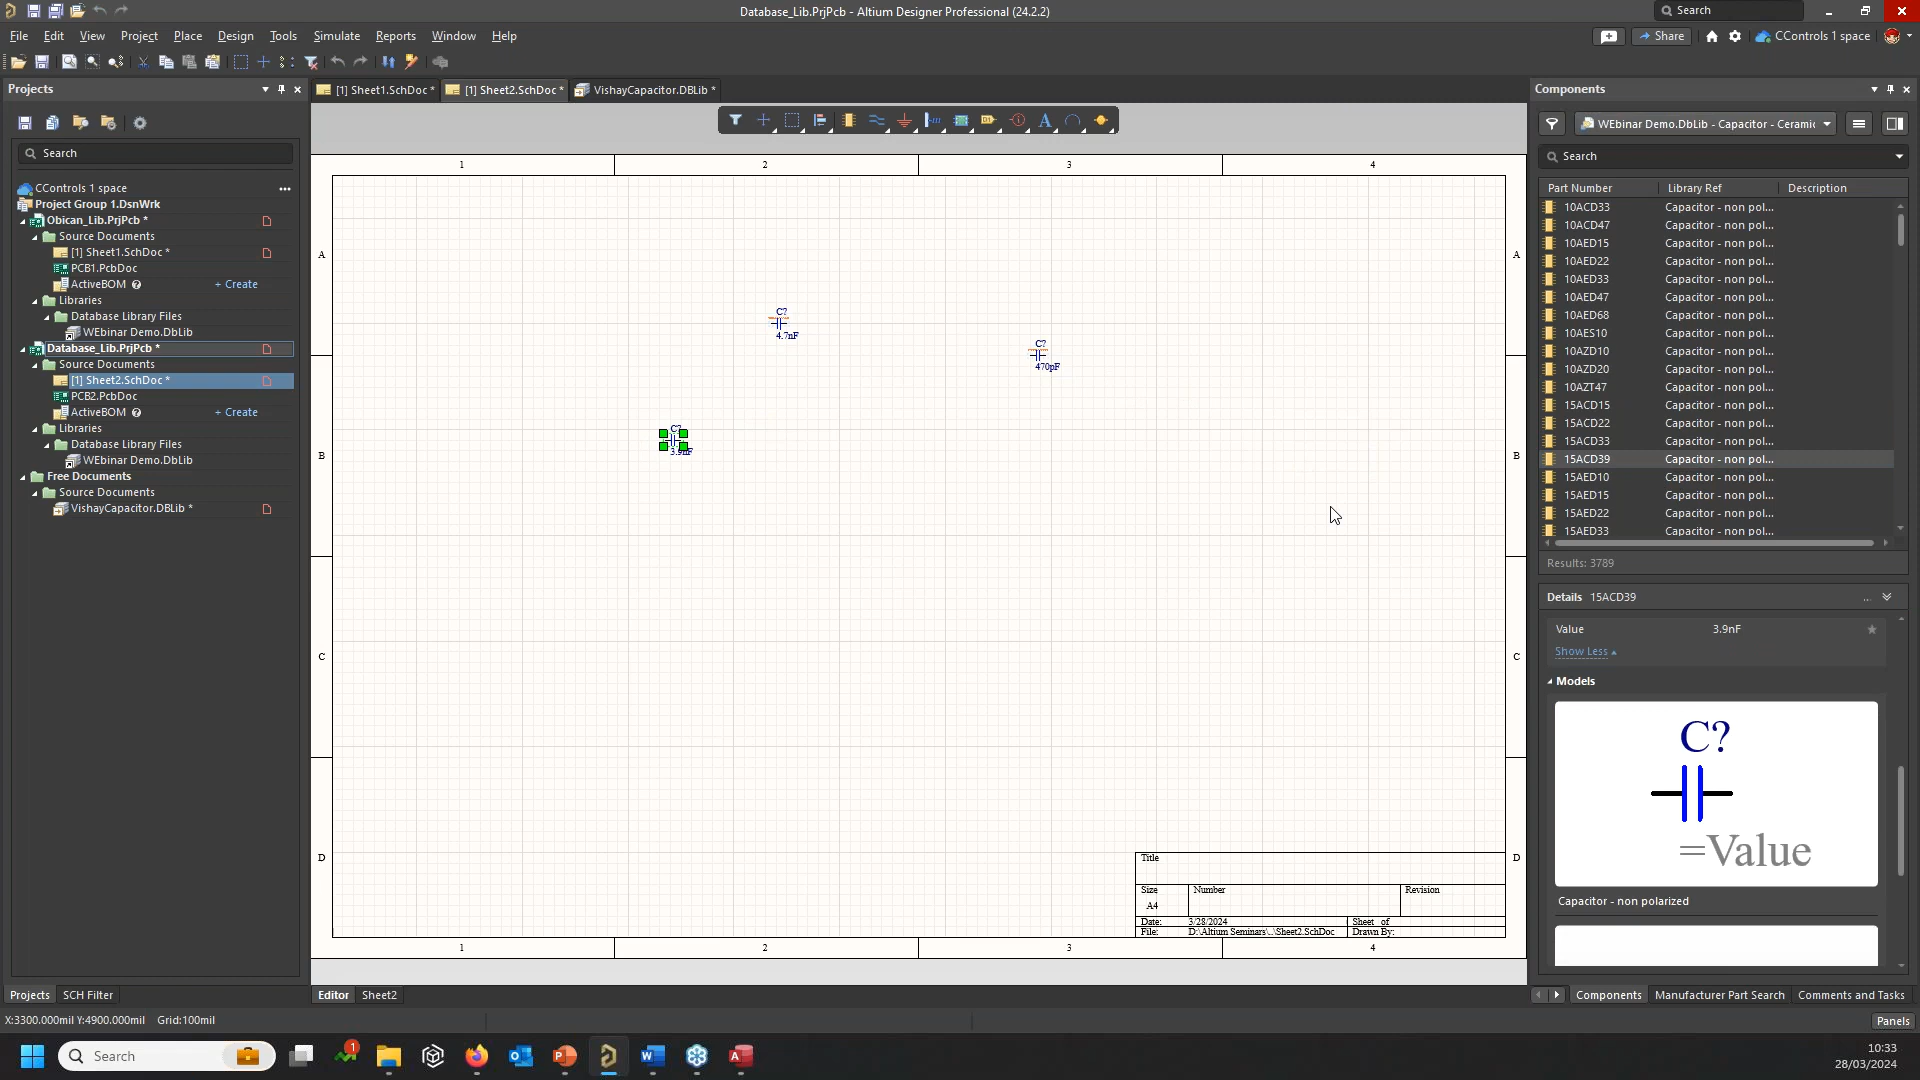 Database_Lib.PrjPcb - Altium Designer Professional (24.2.2)
Search
File Edit View Project Place Design Tools Simulate Reports Window Help
Share
CControls 1 space
Projects
[1] Sheet1.SchDoc *
[1] Sheet2.SchDoc *
VishayCapacitor.DBLib *
Components
WEbinar Demo.DbLib - Capacitor - Ceramic
Search
Search
CControls 1 space
Project Group 1.DsnWrk
Obican_Lib.PrjPcb *
Source Documents
[1] Sheet1.SchDoc *
PCB1.PcbDoc
ActiveBOM
+ Create
Libraries
Database Library Files
WEbinar Demo.DbLib
Database_Lib.PrjPcb *
Source Documents
[1] Sheet2.SchDoc *
PCB2.PcbDoc
ActiveBOM
+ Create
Libraries
Database Library Files
WEbinar Demo.DbLib
Free Documents
Source Documents
VishayCapacitor.DBLib *
1 2 3 4
A A
B B
C C
D D
C?
4.7nF
C?
470pF
C?
3.9nF
Title
Size Number Revision
A4
Date: 3/28/2024 Sheet of
File: D:\Altium Seminars\..\Sheet2.SchDoc Drawn By:
1 2 3 4
Part Number Library Ref Description
10ACD33 Capacitor - non pol...
10ACD47 Capacitor - non pol...
10AED15 Capacitor - non pol...
10AED22 Capacitor - non pol...
10AED33 Capacitor - non pol...
10AED47 Capacitor - non pol...
10AED68 Capacitor - non pol...
10AES10 Capacitor - non pol...
10AZD10 Capacitor - non pol...
10AZD20 Capacitor - non pol...
10AZT47 Capacitor - non pol...
15ACD15 Capacitor - non pol...
15ACD22 Capacitor - non pol...
15ACD33 Capacitor - non pol...
15ACD39 Capacitor - non pol...
15AED10 Capacitor - non pol...
15AED15 Capacitor - non pol...
15AED22 Capacitor - non pol...
15AED33 Capacitor - non pol...
Results: 3789
Details 15ACD39 ...
Value 3.9nF
Show Less
Models
C?
=Value
Capacitor - non polarized
Projects SCH Filter
Editor Sheet2
Components Manufacturer Part Search Comments and Tasks
X:3300.000mil Y:4900.000mil Grid:100mil
Panels
Search
1
10:33
28/03/2024